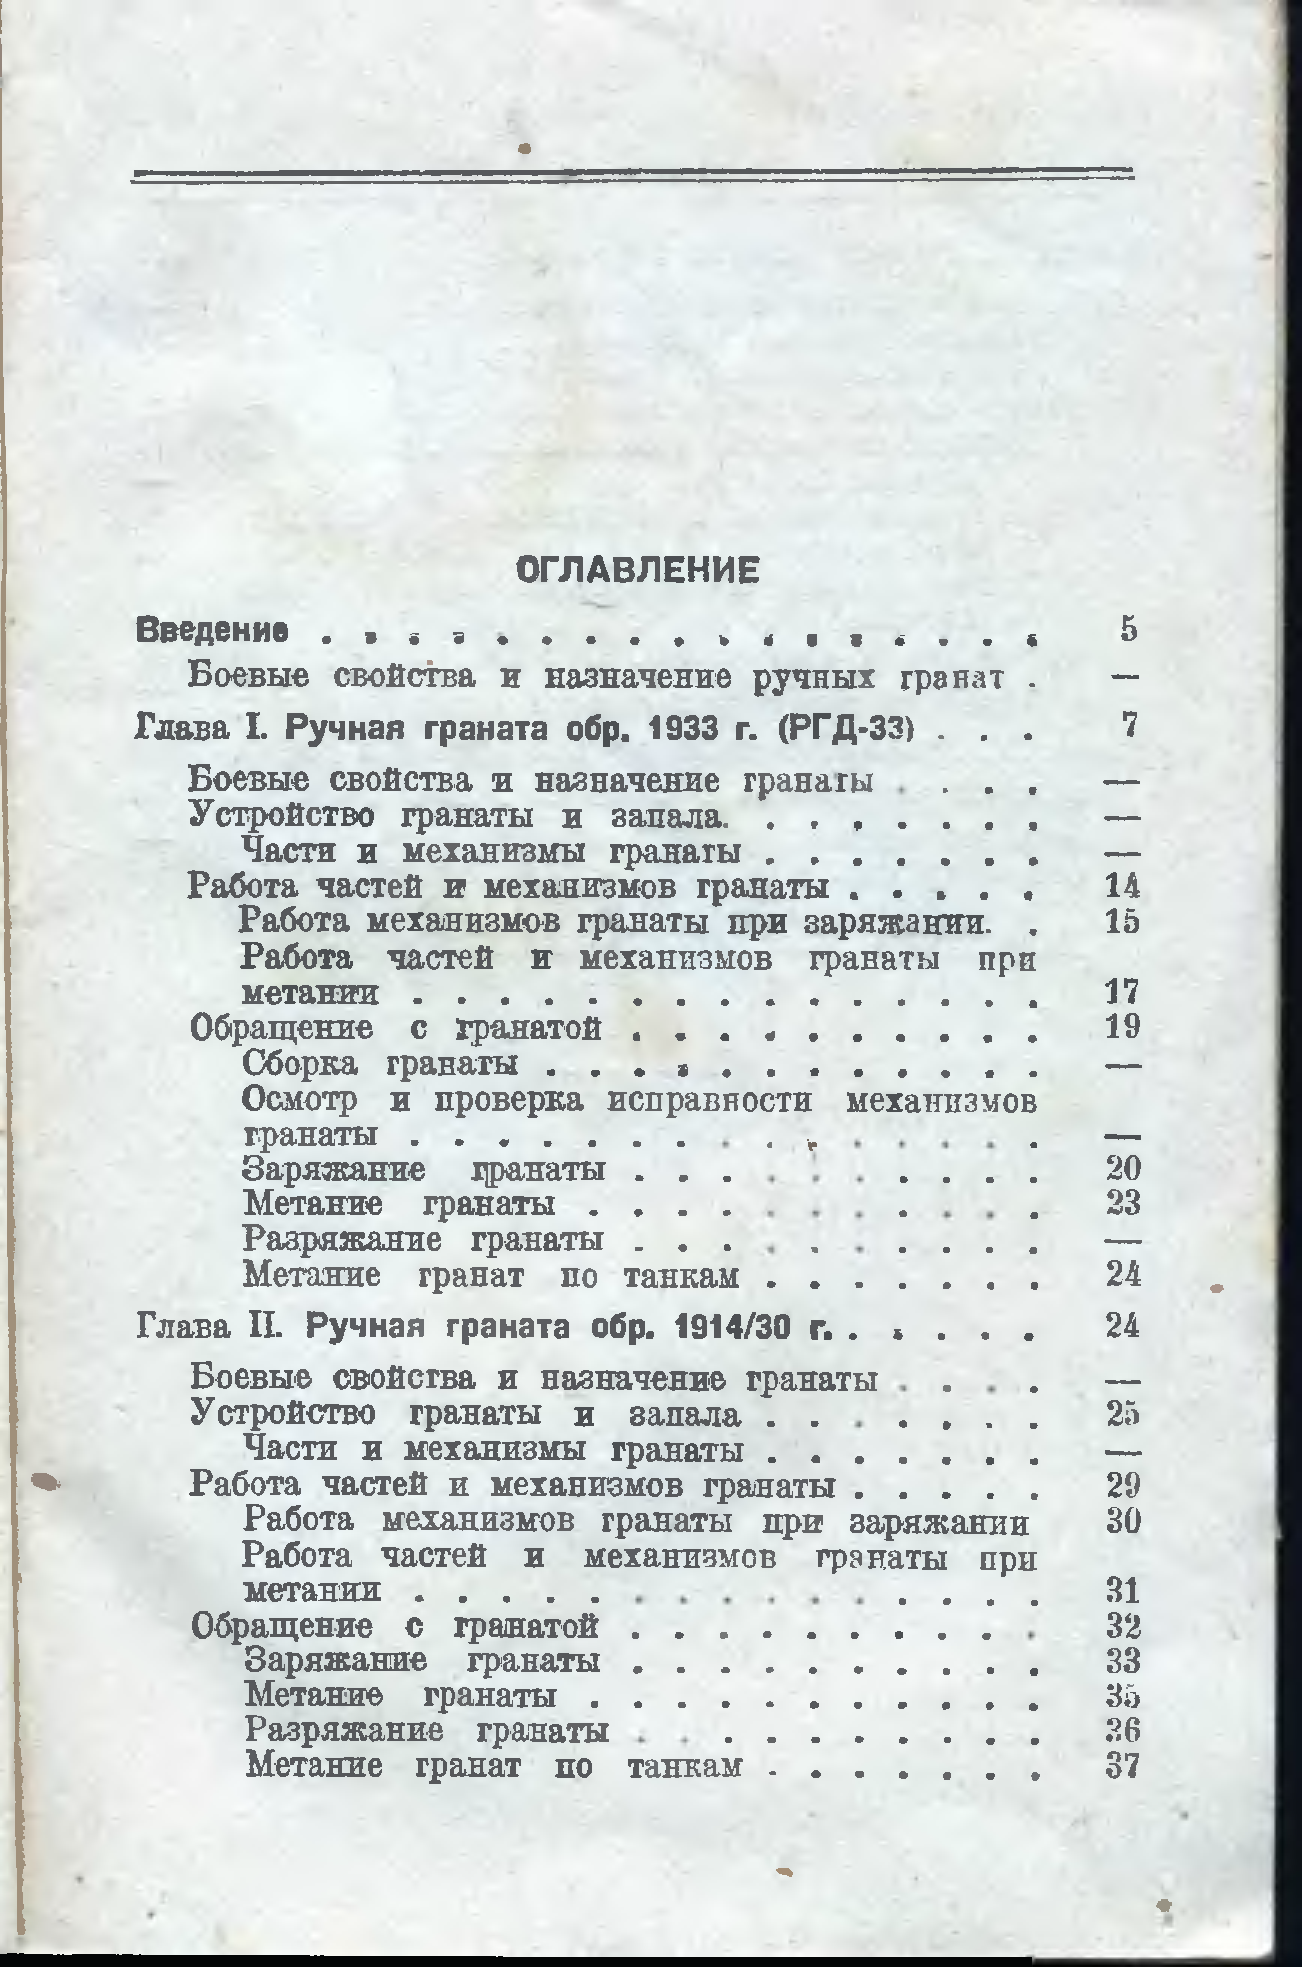 ОГЛАВЛЕНИЕ
Введение . . . . . . . . . . . . . . . . . 5
Боевые свойства и назначение ручных гранат . —
Глава I. Ручная граната обр. 1933 г. (РГД-33) . . . 7
Боевые свойства и назначение гранаты . . . . —
Устройство гранаты и запала. . . . . . . . —
Части и механизмы гранаты . . . . . . . —
Работа частей и механизмов гранаты . . . . . 14
Работа механизмов гранаты при заряжании. . 15
Работа частей и механизмов гранаты при
метании . . . . . . . . . . . . . . . 17
Обращение с гранатой . . . . . . . . . . 19
Сборка гранаты . . . . . . . . . . . . —
Осмотр и проверка исправности механизмов
гранаты . . . . . . . . . . . . . . . —
Заряжание гранаты . . . . . . . . . . 20
Метание гранаты . . . . . . . . . . . 23
Разряжание гранаты . . . . . . . . . . —
Метание гранат по танкам . . . . . . . 24
Глава II. Ручная граната обр. 1914/30 г. . . . . . 24
Боевые свойства и назначение гранаты . . . . —
Устройство гранаты и запала . . . . . . . 25
Части и механизмы гранаты . . . . . . . —
Работа частей и механизмов гранаты . . . . . 29
Работа механизмов гранаты при заряжании 30
Работа частей и механизмов гранаты при
метании . . . . . . . . . . . . . . . 31
Обращение с гранатой . . . . . . . . . . 32
Заряжание гранаты . . . . . . . . . . 33
Метание гранаты . . . . . . . . . . . 35
Разряжание гранаты . . . . . . . . . . 36
Метание гранат по танкам . . . . . . . 37